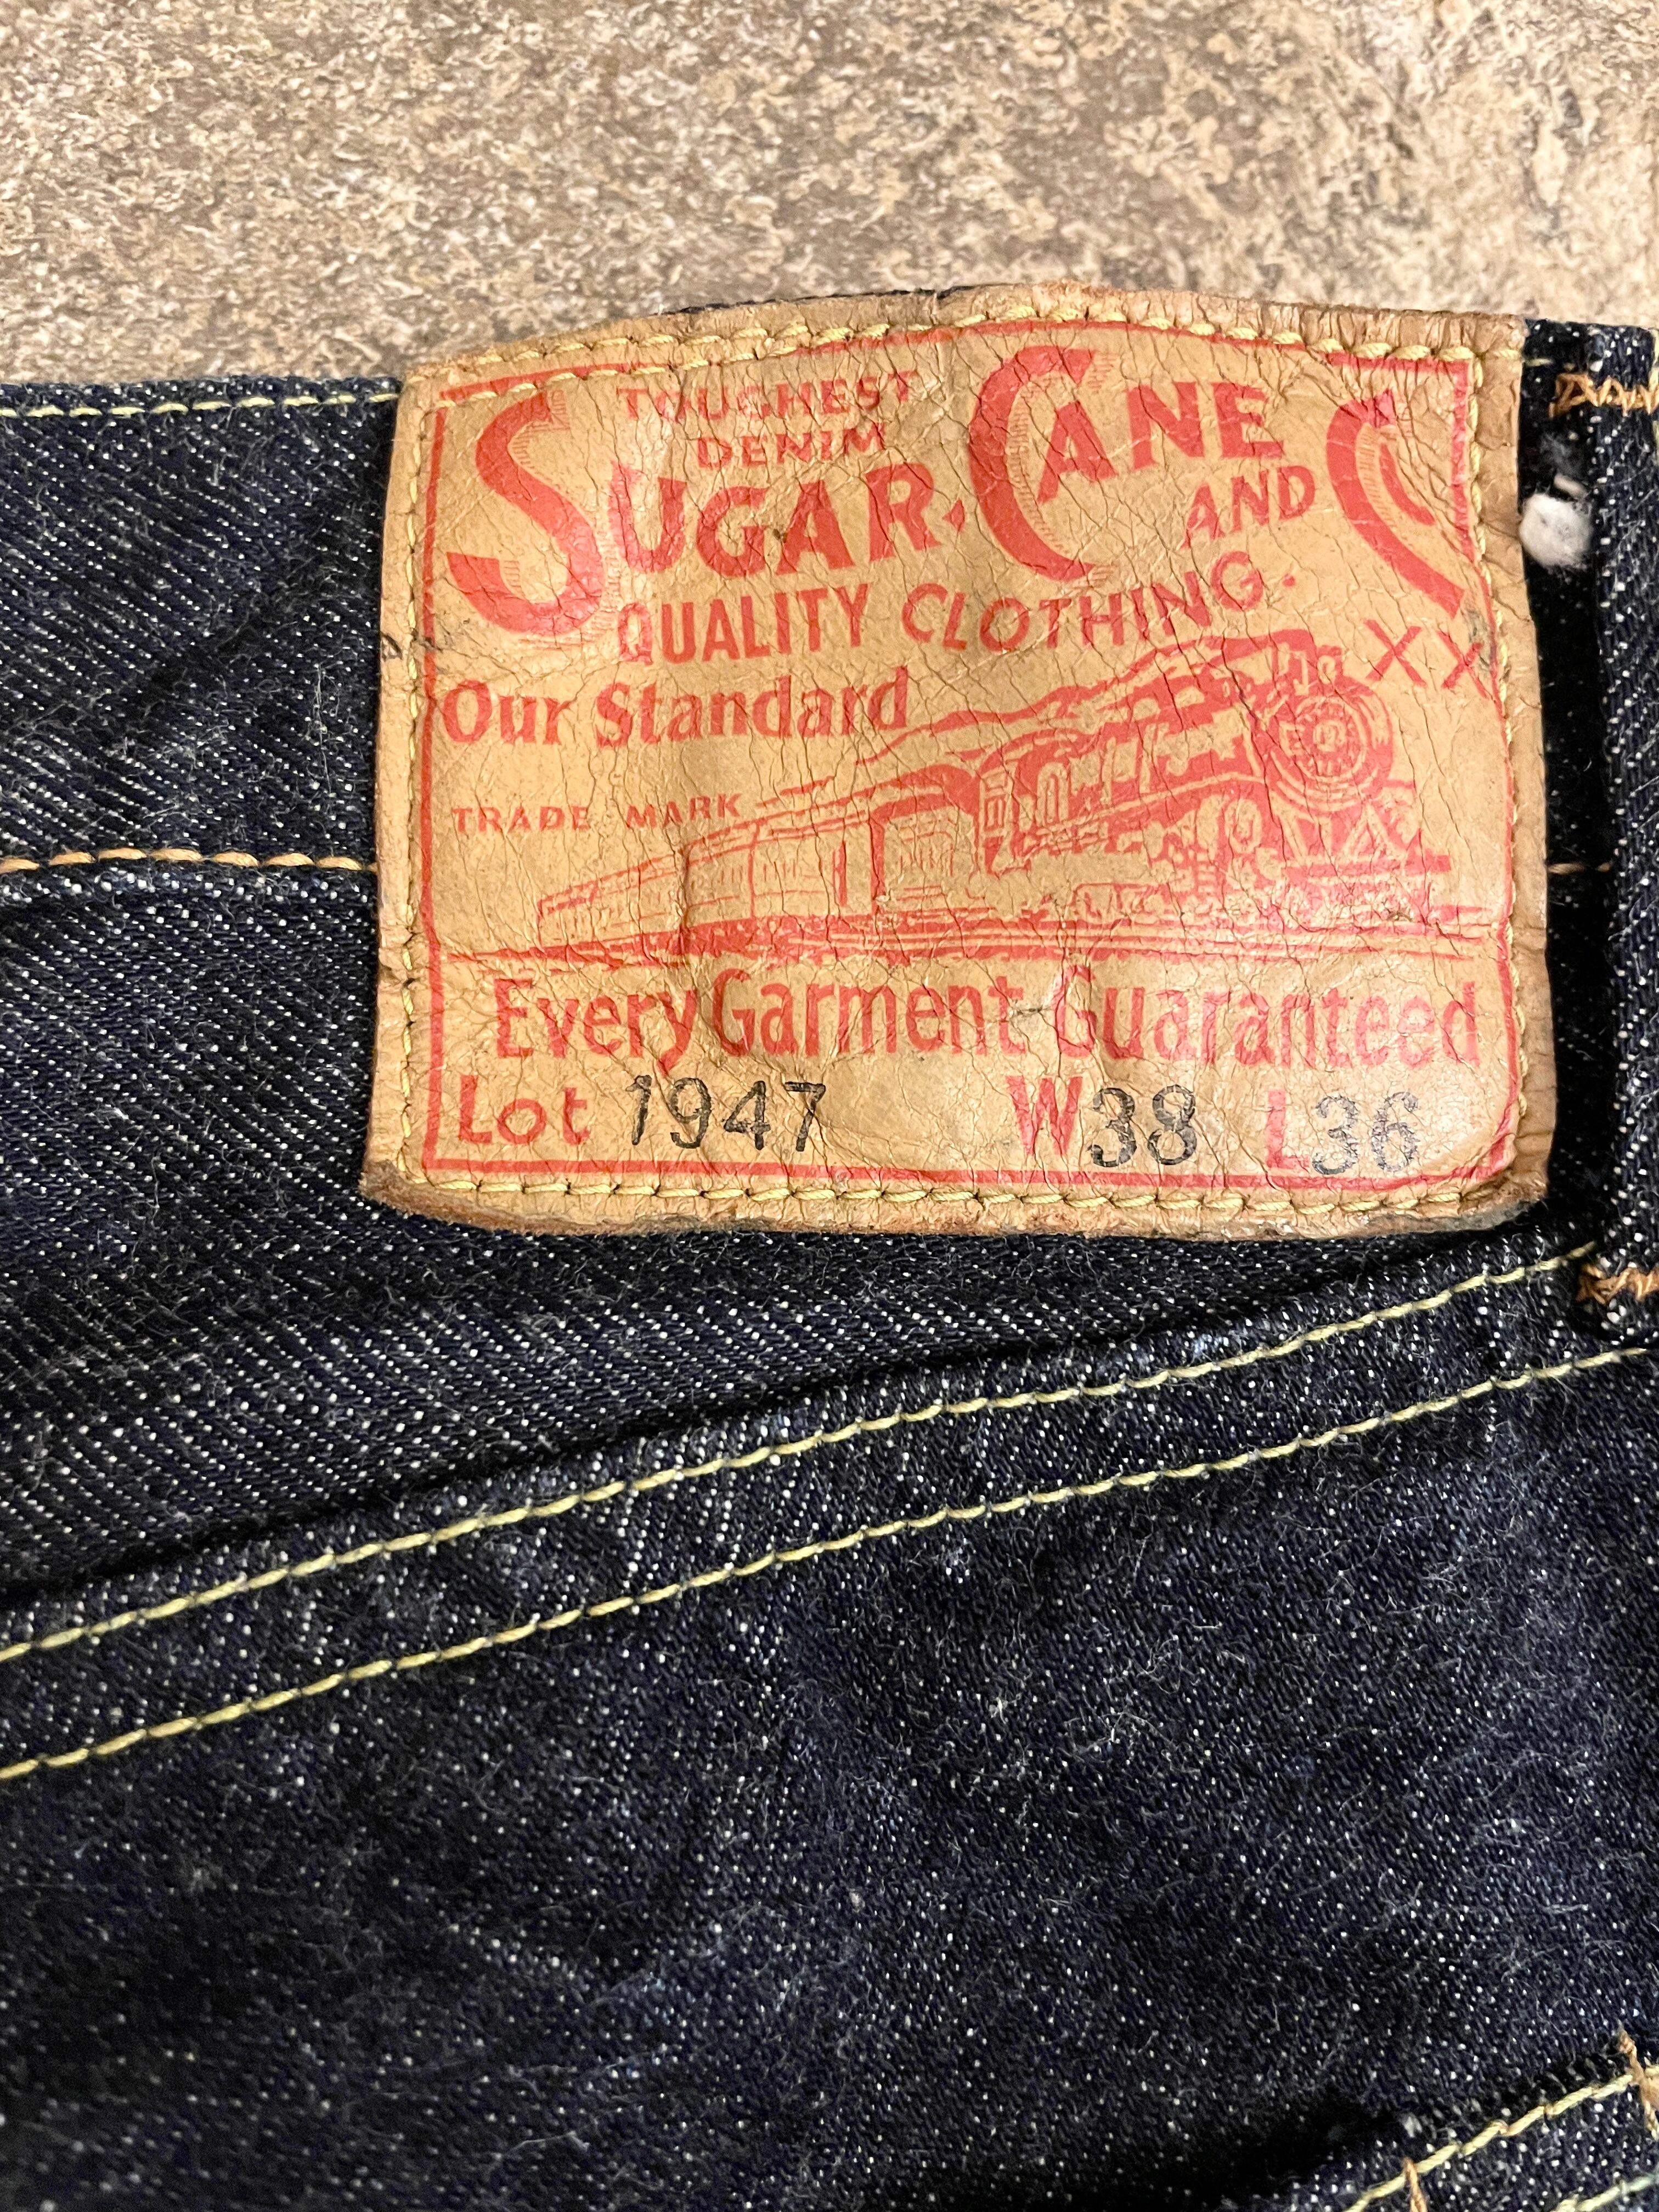 TOUGHEST
DENIM
SUGAR CANE
AND C
QUALITY CLOTHING.
XX
Our Standard
TRADE MARK
Every Garment Guaranteed
Lot 1947 W38 L36